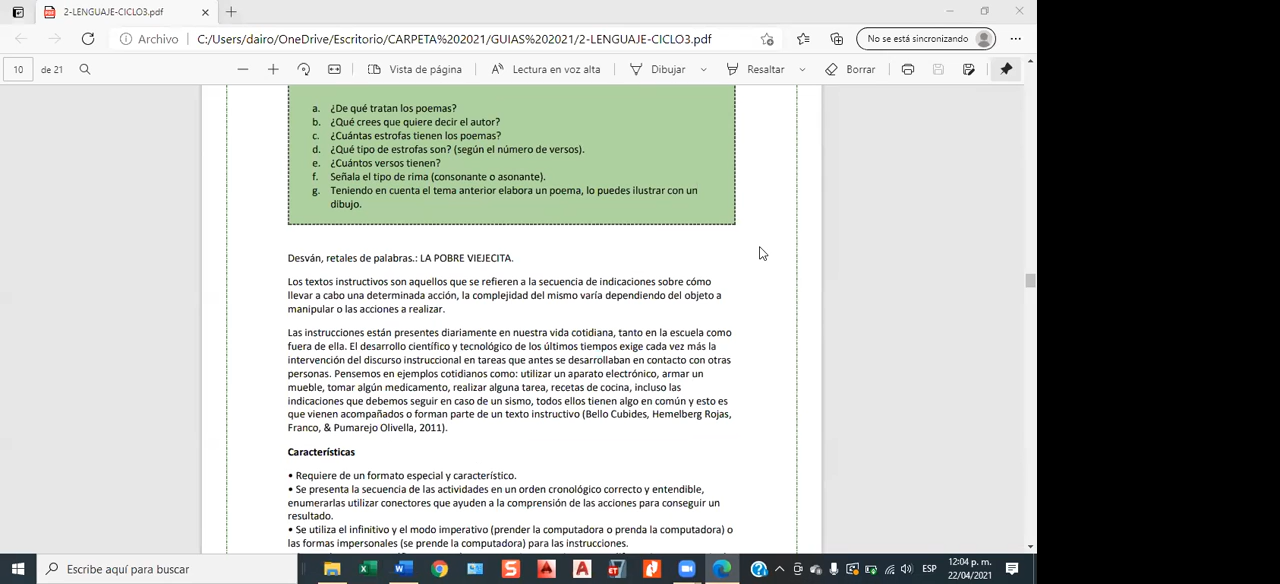 2-LENGUAJE-CICLO3.pdf
Archivo
C:/Users/dairo/OneDrive/Escritorio/CARPETA%202021/GUIAS%202021/2-LENGUAJE-CICLO3.pdf
No se está sincronizando
10 de 21
Vista de página
Lectura en voz alta
Dibujar
Resaltar
Borrar
a. ¿De qué tratan los poemas?
b. ¿Qué crees que quiere decir el autor?
c. ¿Cuántas estrofas tienen los poemas?
d. ¿Qué tipo de estrofas son? (según el número de versos).
e. ¿Cuántos versos tienen?
f. Señala el tipo de rima (consonante o asonante).
g. Teniendo en cuenta el tema anterior elabora un poema, lo puedes ilustrar con un
dibujo.
Desván, retales de palabras.: LA POBRE VIEJECITA.
Los textos instructivos son aquellos que se refieren a la secuencia de indicaciones sobre cómo
llevar a cabo una determinada acción, la complejidad del mismo varía dependiendo del objeto a
manipular o las acciones a realizar.
Las instrucciones están presentes diariamente en nuestra vida cotidiana, tanto en la escuela como
fuera de ella. El desarrollo científico y tecnológico de los últimos tiempos exige cada vez más la
intervención del discurso instruccional en tareas que antes se desarrollaban en contacto con otras
personas. Pensemos en ejemplos cotidianos como: utilizar un aparato electrónico, armar un
mueble, tomar algún medicamento, realizar alguna tarea, recetas de cocina, incluso las
indicaciones que debemos seguir en caso de un sismo, todos ellos tienen algo en común y esto es
que vienen acompañados o forman parte de un texto instructivo (Bello Cubides, Hemelberg Rojas,
Franco, & Pumarejo Olivella, 2011).
Características
• Requiere de un formato especial y característico.
• Se presenta la secuencia de las actividades en un orden cronológico correcto y entendible,
enumerarlas utilizar conectores que ayuden a la comprensión de las acciones para conseguir un
resultado.
• Se utiliza el infinitivo y el modo imperativo (prender la computadora o prenda la computadora) o
las formas impersonales (se prende la computadora) para las instrucciones.
Escribe aquí para buscar
ESP
12:04 p. m.
22/04/2021